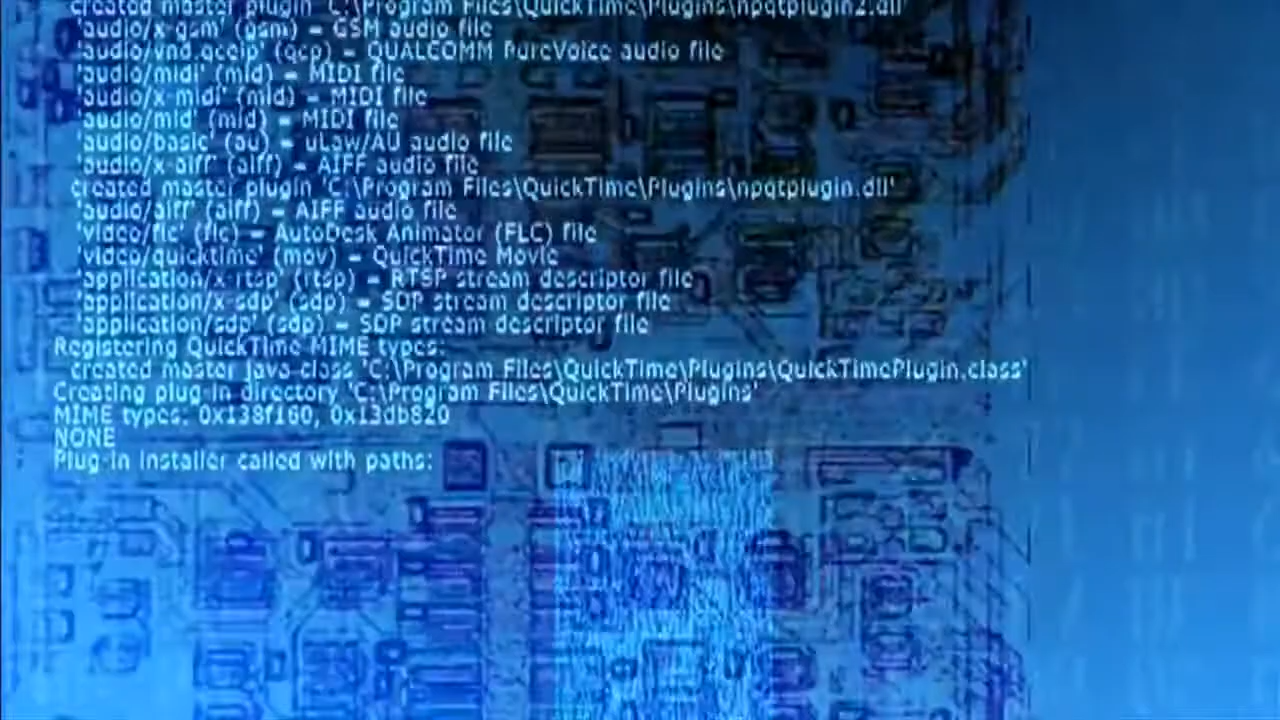 created master plugin 'C:\Program Files\QuickTime\Plugins\npqtplugin2.dll'
'audio/x-gsm' (gsm) - GSM audio file
'audio/vnd.qcelp' (qcp) - QUALCOMM PureVoice audio file
'audio/midi' (mid) - MIDI file
'audio/x-midi' (mid) - MIDI file
'audio/mid' (mid) - MIDI file
'audio/basic' (au) - uLaw/AU audio file
'audio/x-aiff' (aiff) - AIFF audio file
created master plugin 'C:\Program Files\QuickTime\Plugins\npqtplugin.dll'
'audio/aiff' (aiff) - AIFF audio file
'video/flc' (flc) - AutoDesk Animator (FLC) file
'video/quicktime' (mov) - QuickTime Movie
'application/x-rtsp' (rtsp) - RTSP stream descriptor file
'application/x-sdp' (sdp) - SDP stream descriptor file
'application/sdp' (sdp) - SDP stream descriptor file
Registering QuickTime MIME types:
created master java-class 'C:\Program Files\QuickTime\Plugins\QuickTimePlugin.class'
Creating plug-in directory 'C:\Program Files\QuickTime\Plugins'
MIME types: 0x138f160, 0x13db820
NONE
Plug-in installer called with paths: